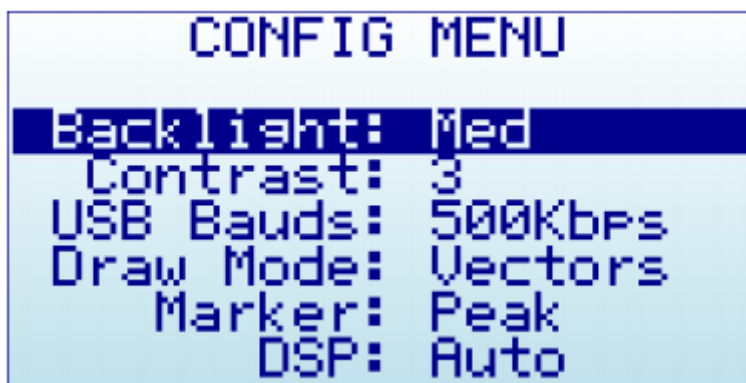 CONFIG MENU
Backlight: Med
Contrast: 3
USB Bauds: 500Kbps
Draw Mode: Vectors
Marker: Peak
DSP: Auto